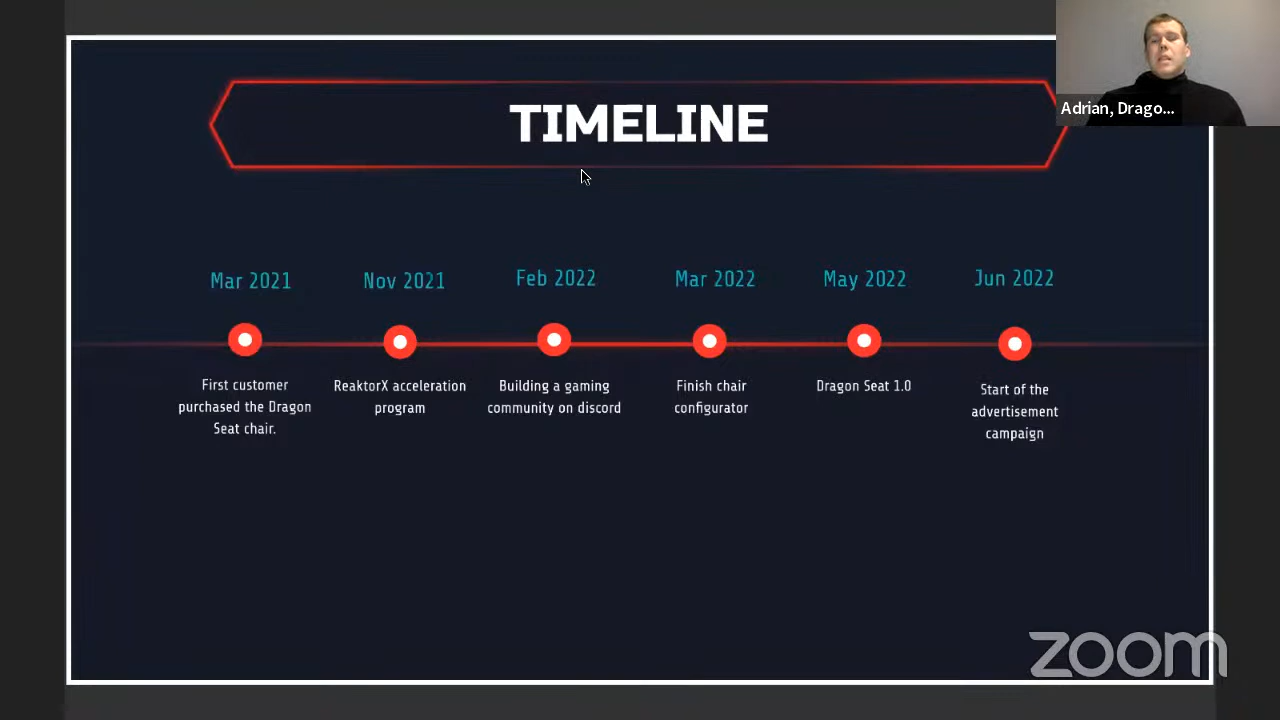 TIMELINE
Adrian, Drago...
Mar 2021
Nov 2021
Feb 2022
Mar 2022
May 2022
Jun 2022
First customer
purchased the Dragon
Seat chair.
ReaktorX acceleration
program
Building a gaming
community on discord
Finish chair
configurator
Dragon Seat 1.0
Start of the
advertisement
campaign
zoom